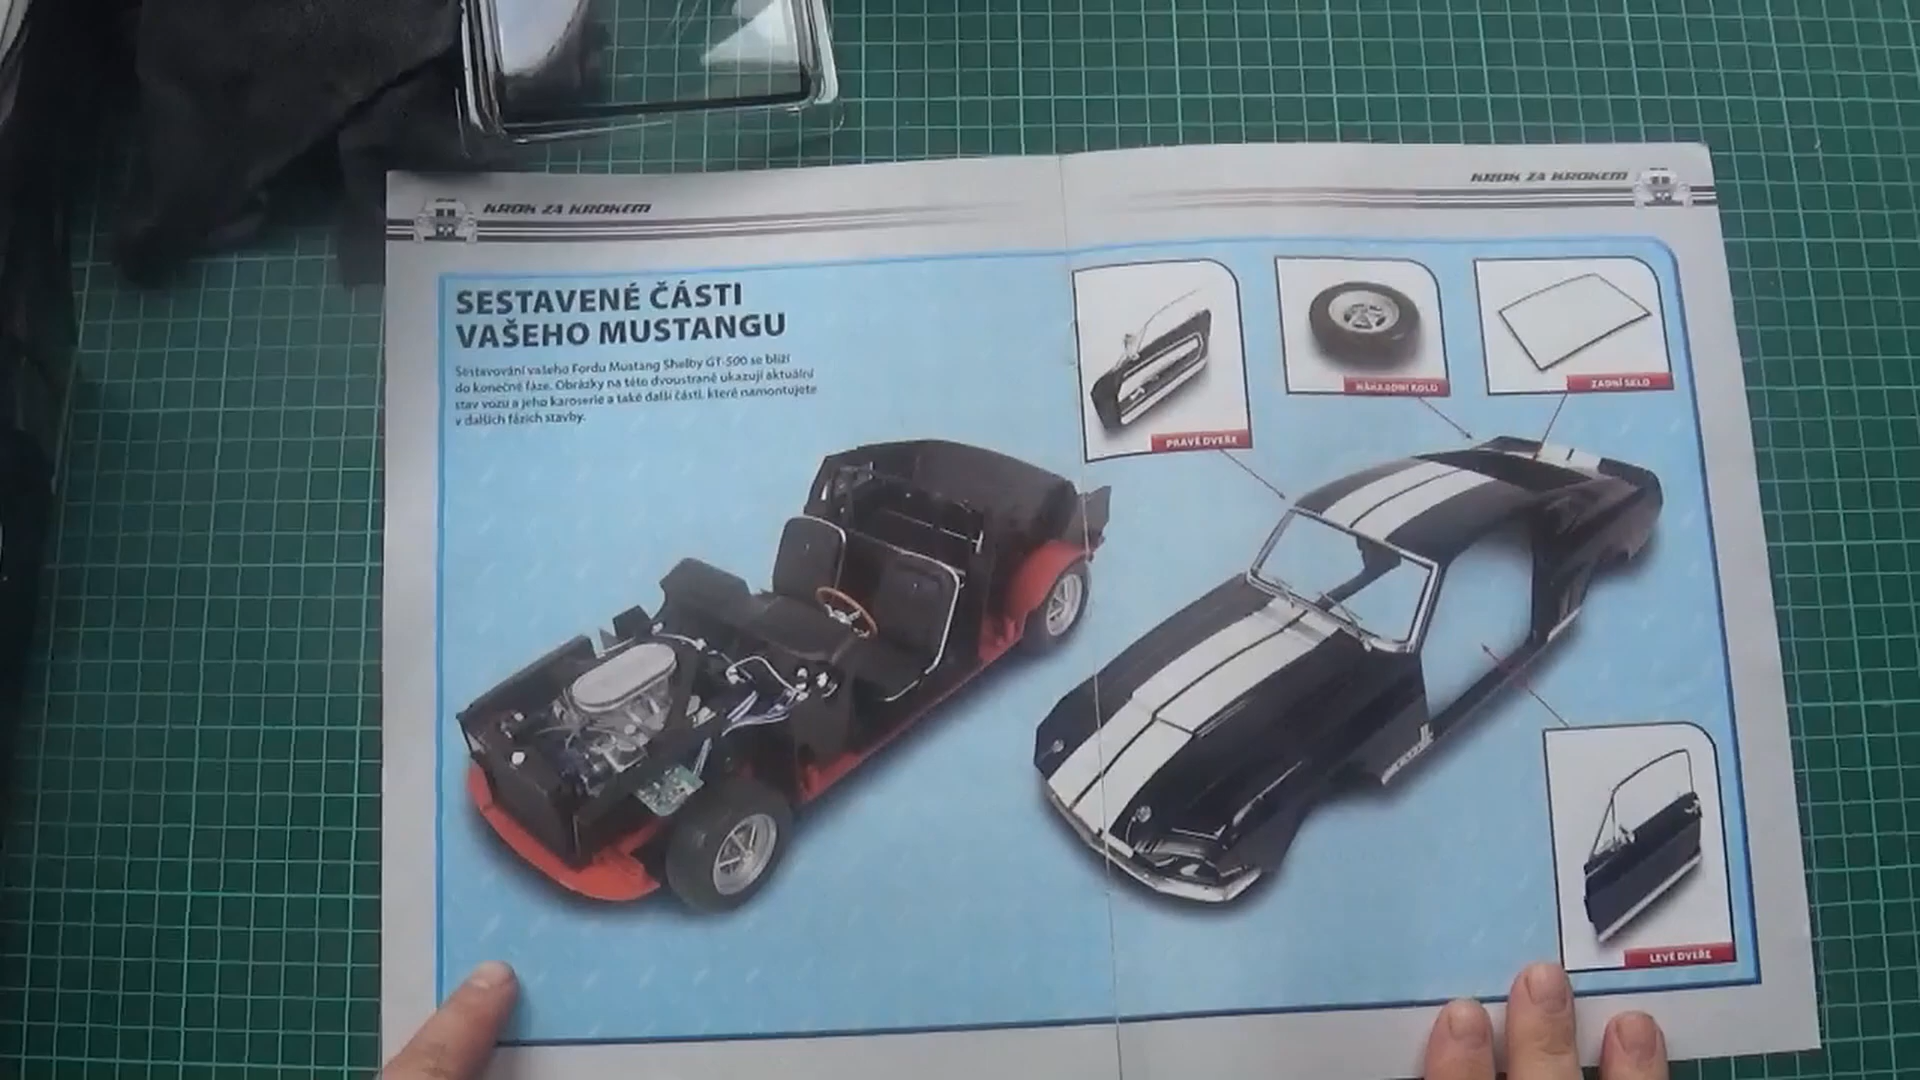 KROK ZA KROKEM
KROK ZA KROKEM
SESTAVENÉ ČÁSTI
VAŠEHO MUSTANGU
Sestavování vašeho Fordu Mustang Shelby GT-500 se blíží
do konečné fáze. Obrázky na této dvoustraně ukazují aktuální
stav vozu a jeho karoserie a také další části, které namontujete
v dalších fázích stavby.
PRAVÉ DVEŘE
NÁHRADNÍ KOLO
ZADNÍ SKLO
LEVÉ DVEŘE